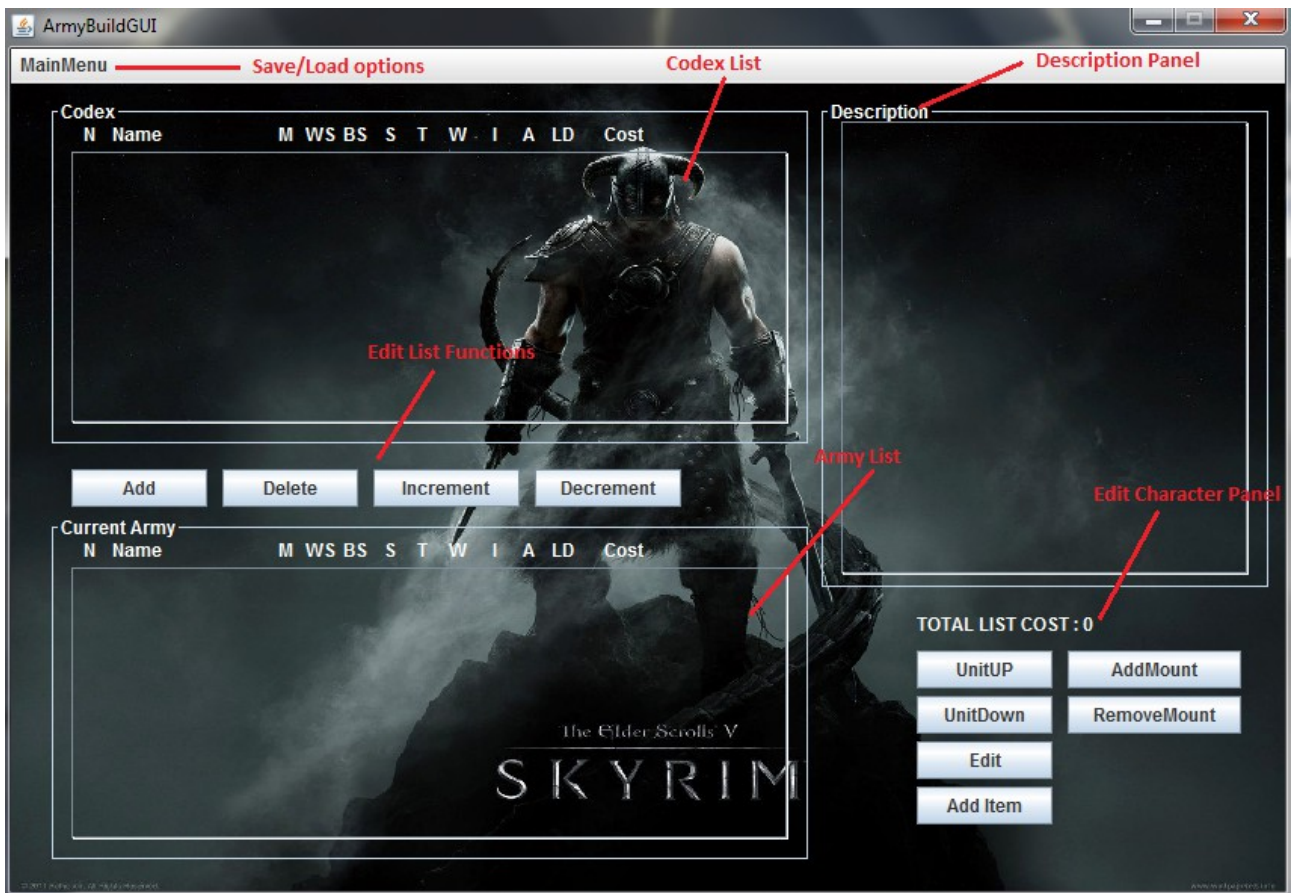 ArmyBuildGUI
MainMenu Save/Load options Codex List Description Panel
Codex
N Name M WS BS S T W I A LD Cost
Description
Edit List Functions
Army List
Add Delete Increment Decrement
Edit Character Panel
Current Army
N Name M WS BS S T W I A LD Cost
TOTAL LIST COST : 0
UnitUP AddMount
UnitDown RemoveMount
Edit
Add Item
The Elder Scrolls V
SKYRIM